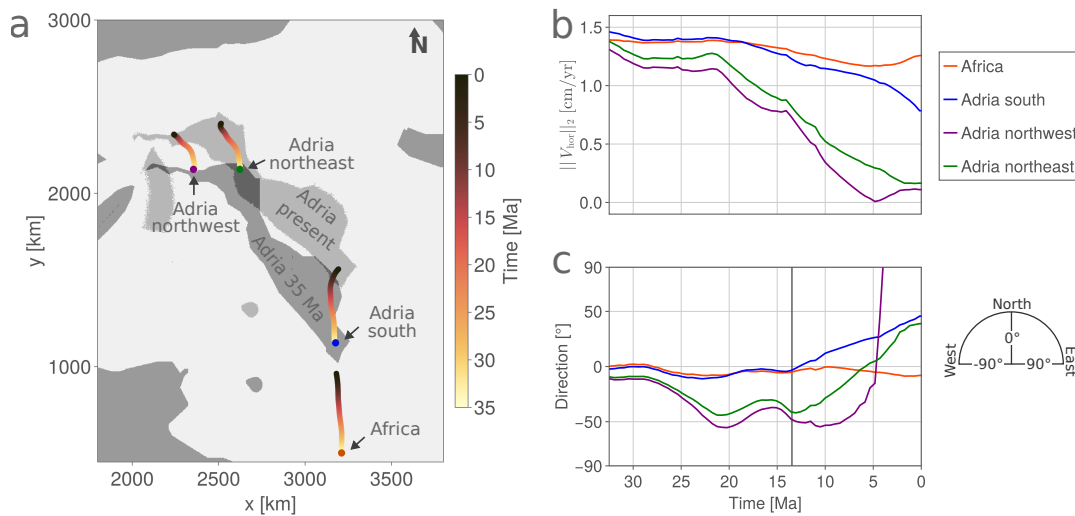 a
3000
2000
1000
y [km]
2000
2500
3000
3500
x [km]
N
Adria
northeast
Adria
northwest
Adria
present
Adria 35 Ma
Adria
south
Africa
0
5
10
15
20
25
30
35
Time [Ma]
b
1.5
1.0
0.5
0.0
||V_hor||_2 [cm/yr]
Africa
Adria south
Adria northwest
Adria northeast
c
90
50
0
−50
−90
Direction [°]
30
25
20
15
10
5
0
Time [Ma]
North
0°
West
-90°
90°
East